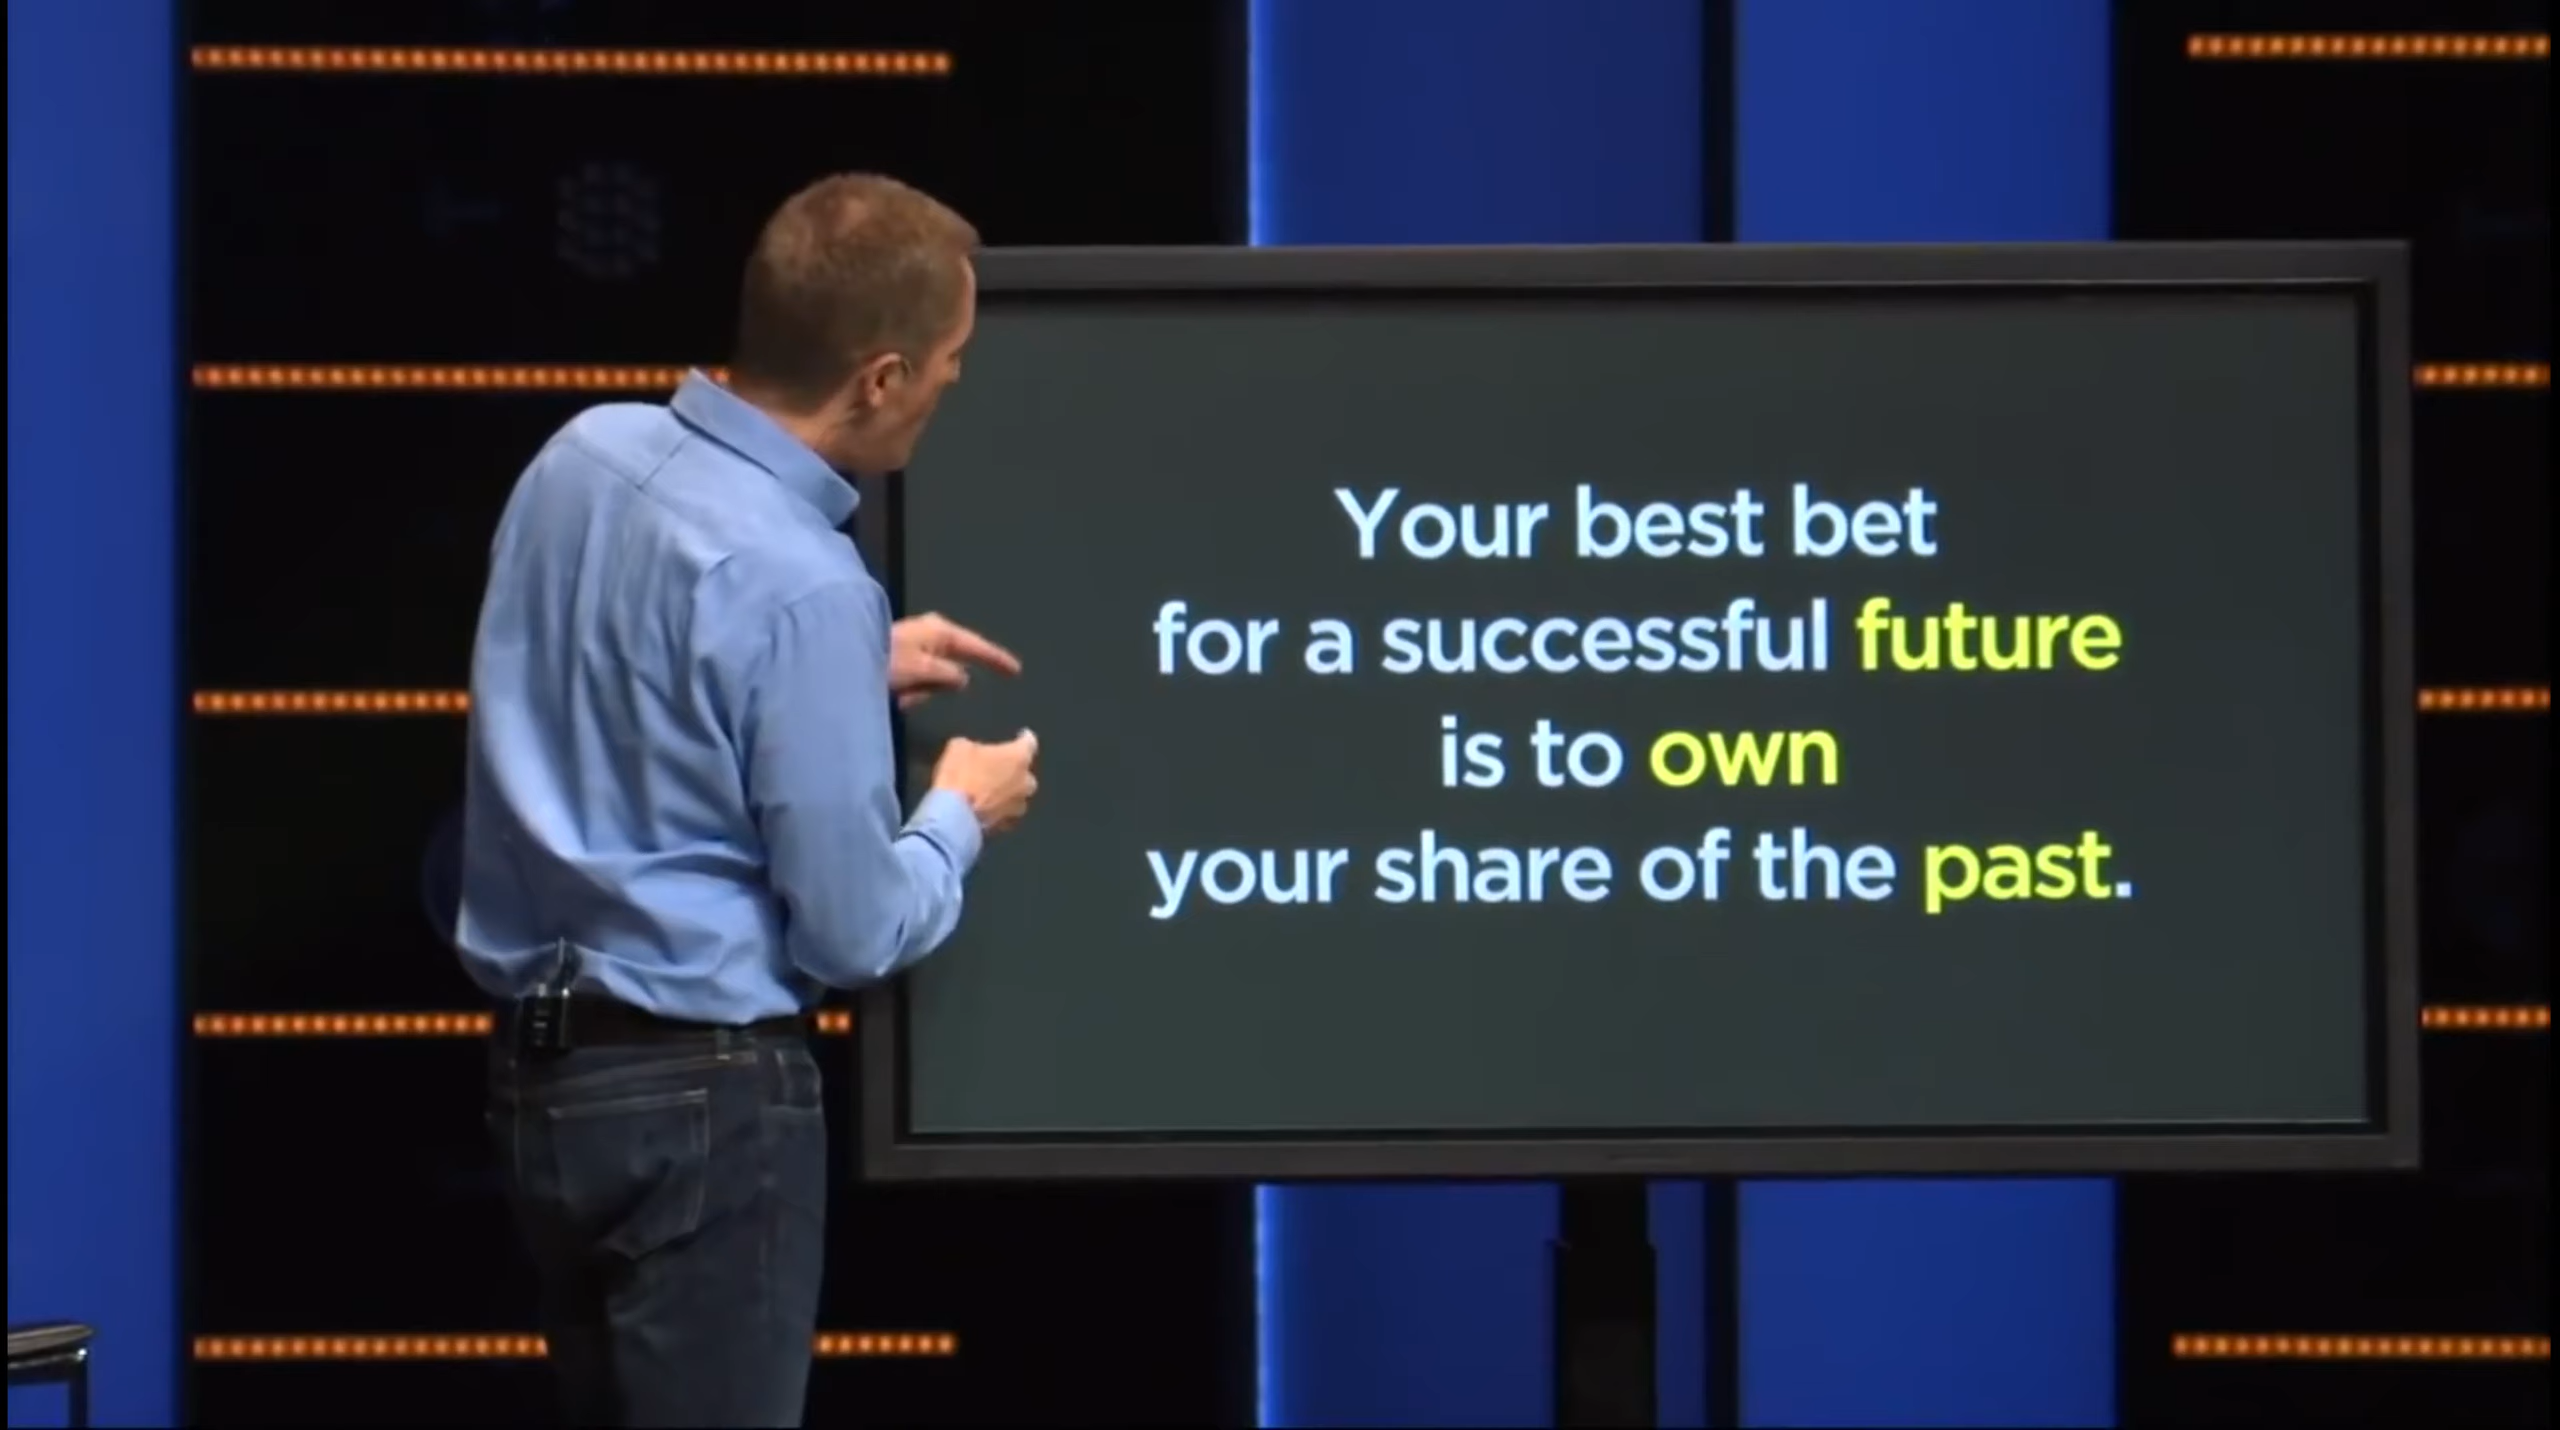 Your best bet
for a successful future
is to own
your share of the past.